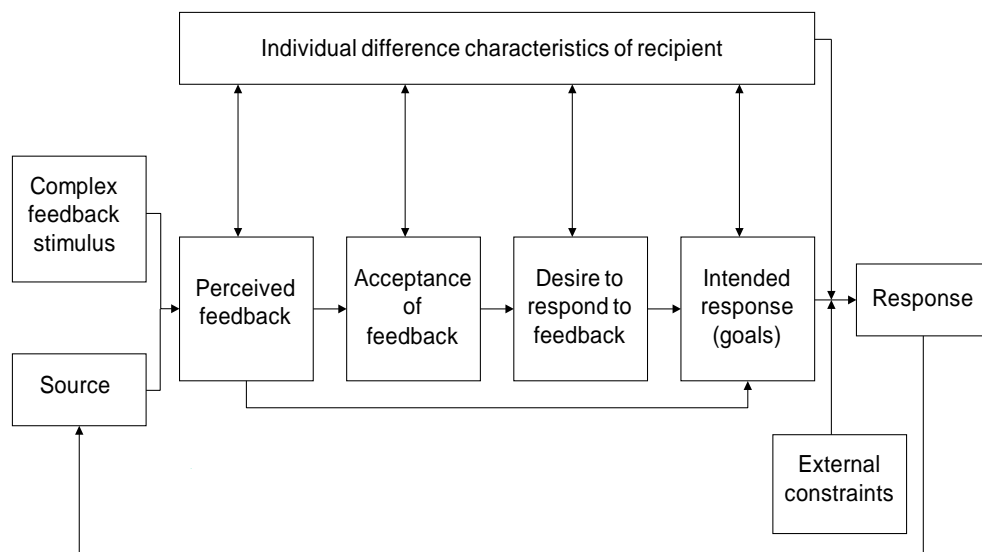 Individual difference characteristics of recipient
Complex
feedback
stimulus
Source
Perceived
feedback
Acceptance
of
feedback
Desire to
respond to
feedback
Intended
response
(goals)
Response
External
constraints